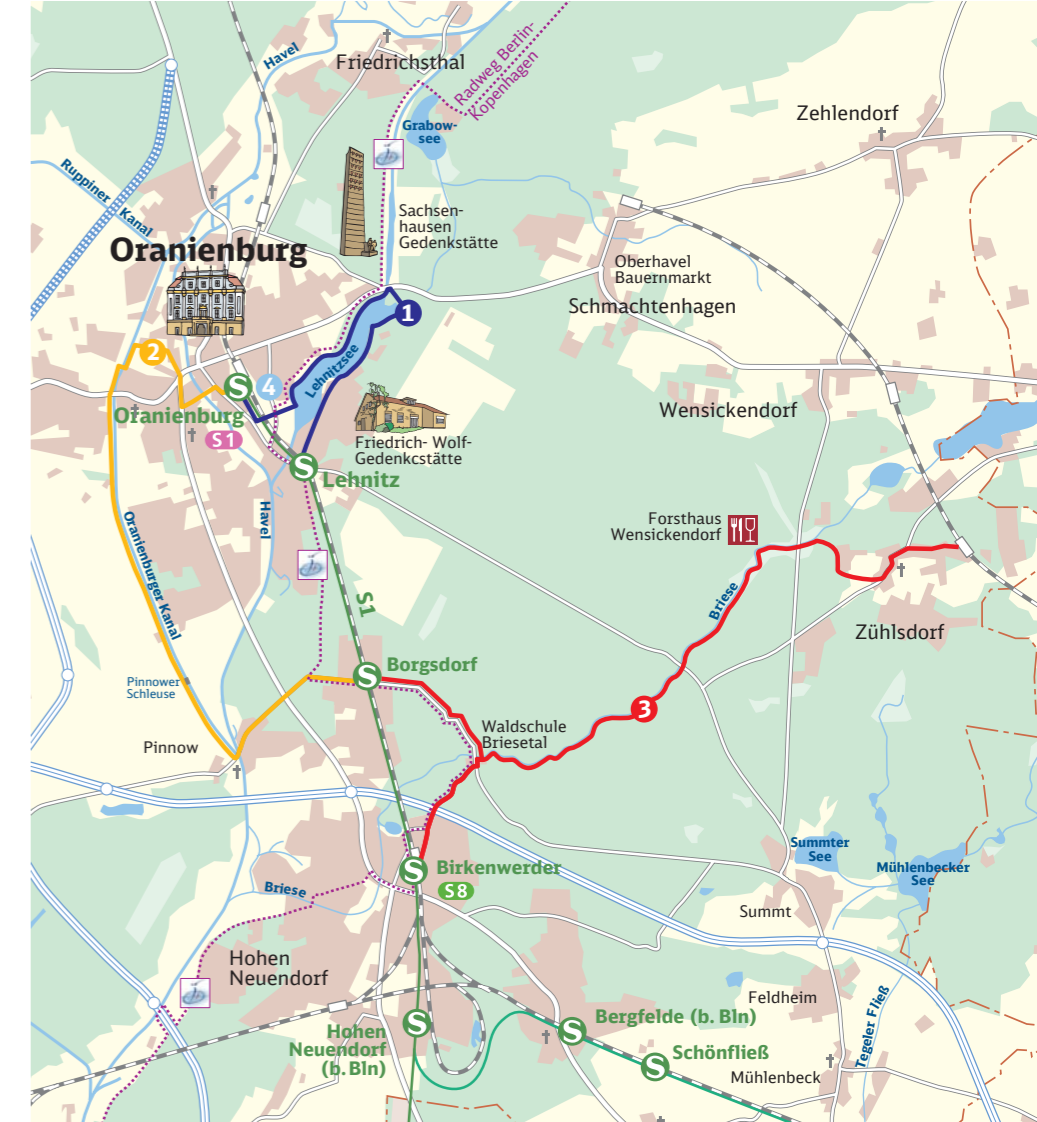 Havel
Friedrichsthal
Radweg Berlin-
Kopenhagen
Zehlendorf
Grabow-
see
Ruppiner Kanal
Sachsen-
hausen
Gedenkstätte
Oranienburg
Oberhavel
Bauernmarkt
Schmachtenhagen
1
2
Lehnitzsee
4
S
Oranienburg
S 1
Wensickendorf
Friedrich- Wolf-
Gedenkcstätte
S
Lehnitz
Havel
Oranienburger Kanal
Forsthaus
Wensickendorf
S1
Briese
Zühlsdorf
S
Borgsdorf
Pinnower
Schleuse
3
Waldschule
Briesetal
Pinnow
Summter
See
Mühlenbecker
See
S
Birkenwerder
S 8
Briese
Summt
Hohen
Neuendorf
Feldheim
Tegeler Fließ
S
Hohen
Neuendorf
(b. Bln)
S
Bergfelde (b. Bln)
S
Schönfließ
Mühlenbeck